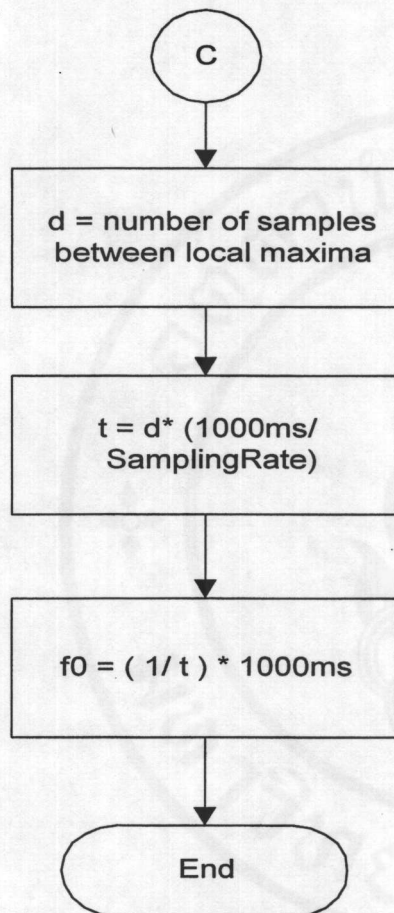 C
d = number of samples
between local maxima
t = d* (1000ms/
SamplingRate)
f0 = ( 1/ t ) * 1000ms
End